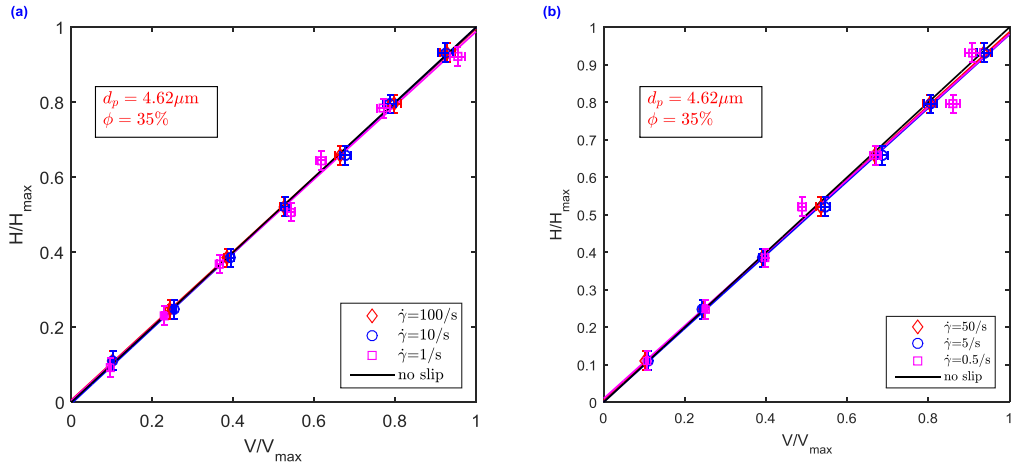 (a)
1
0.8
0.6
0.4
0.2
0
0
0.2
0.4
0.6
0.8
1
H/H_max
V/V_max
d_p = 4.62μm
ϕ = 35%
γ̇=100/s
γ̇=10/s
γ̇=1/s
no slip
(b)
1
0.9
0.8
0.7
0.6
0.5
0.4
0.3
0.2
0.1
0
0
0.2
0.4
0.6
0.8
1
H/H_max
V/V_max
d_p = 4.62μm
ϕ = 35%
γ̇=50/s
γ̇=5/s
γ̇=0.5/s
no slip